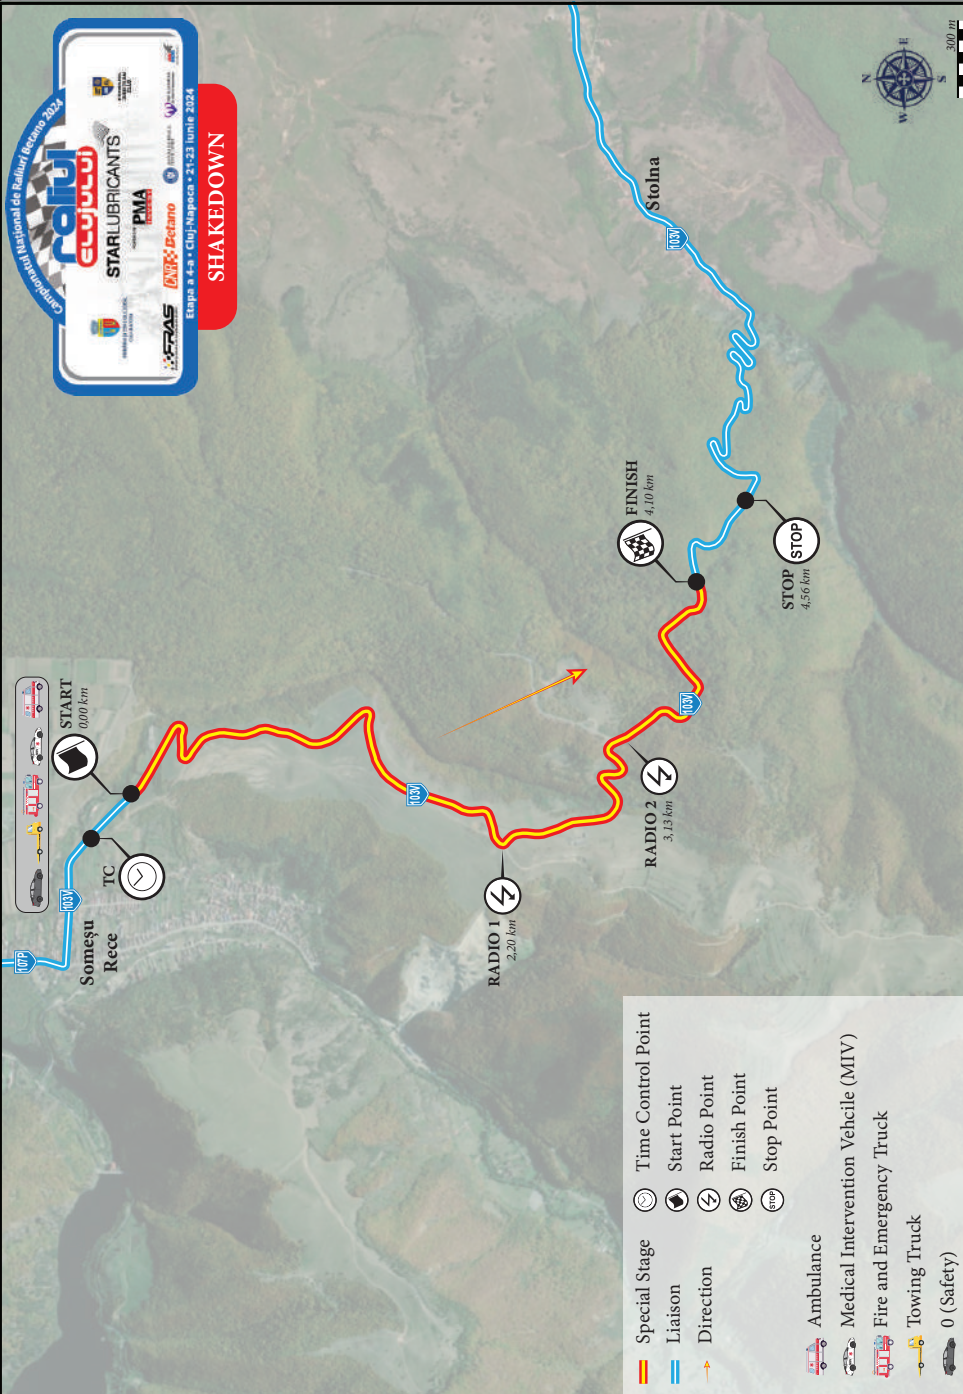 Campionatul Național de Raliuri Betano 2024
raliul
clujului
STARLUBRICANTS
PMA
INVEST
FRAS
CNR Betano
Etapa a 4-a • Cluj-Napoca • 21-23 iunie 2024
SHAKEDOWN
N
E
S
W
300 m
START
0,00 km
TC
107P
103V
Someșu
Rece
103V
RADIO 1
2,20 km
RADIO 2
3,13 km
103V
FINISH
4,10 km
STOP
STOP
4,56 km
103V
Stolna
Special Stage
Liaison
Direction
Time Control Point
Start Point
Radio Point
Finish Point
STOP
Stop Point
Ambulance
Medical Intervention Vehcile (MIV)
Fire and Emergency Truck
Towing Truck
0 (Safety)